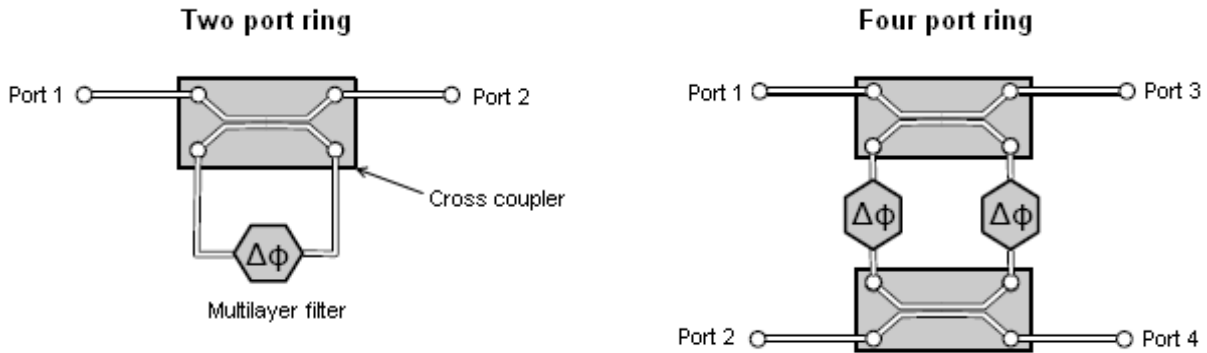 Two port ring
Four port ring
Port 1
Port 2
Cross coupler
Δϕ
Multilayer filter
Port 1
Port 3
Δϕ
Δϕ
Port 2
Port 4